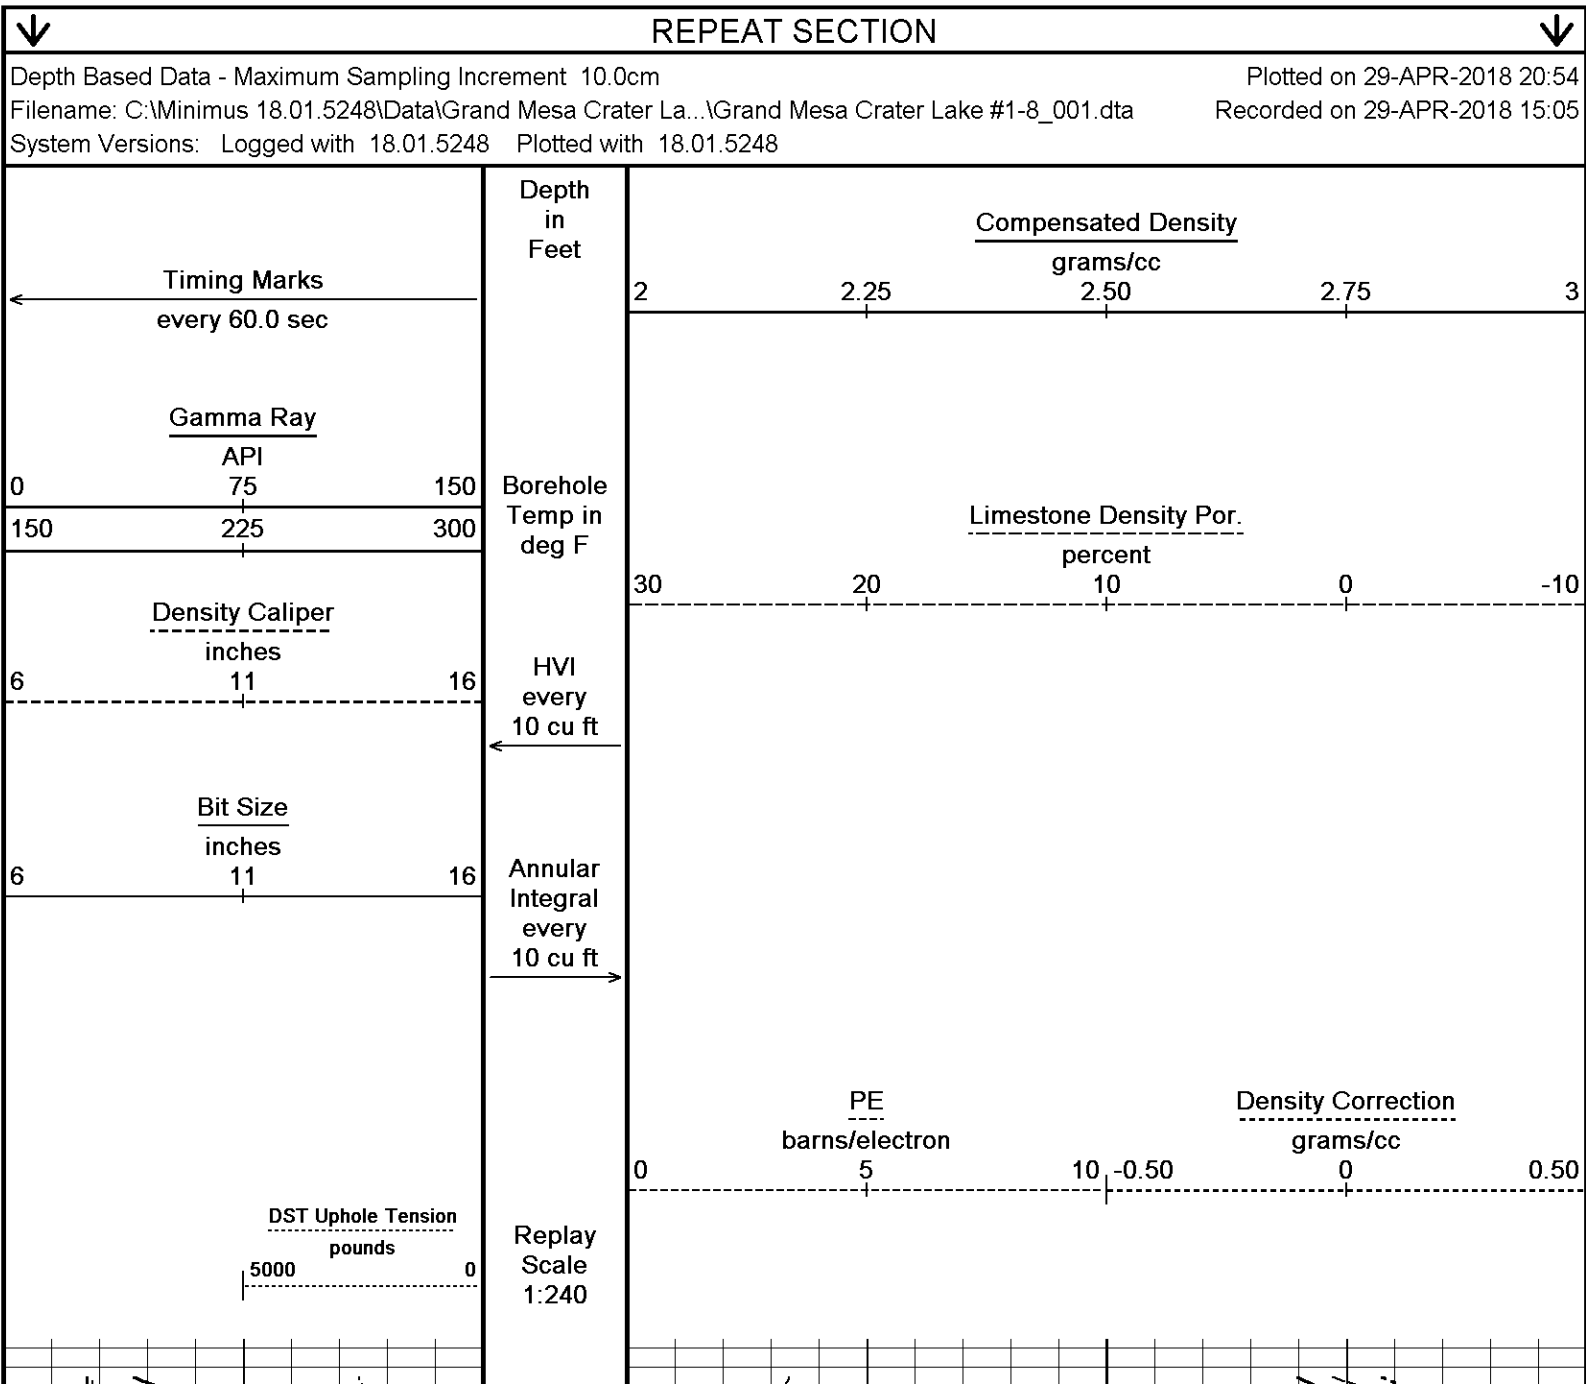 REPEAT SECTION
Depth Based Data - Maximum Sampling Increment 10.0cm
Plotted on 29-APR-2018 20:54
Filename: C:\Minimus 18.01.5248\Data\Grand Mesa Crater La...\Grand Mesa Crater Lake #1-8_001.dta
Recorded on 29-APR-2018 15:05
System Versions: Logged with 18.01.5248 Plotted with 18.01.5248
Timing Marks
every 60.0 sec
Gamma Ray
API
0 75 150
150 225 300
Density Caliper
inches
6 11 16
Bit Size
inches
6 11 16
DST Uphole Tension
pounds
5000 0
Depth
in
Feet
Borehole
Temp in
deg F
HVI
every
10 cu ft
Annular
Integral
every
10 cu ft
Replay
Scale
1:240
Compensated Density
grams/cc
2 2.25 2.50 2.75 3
Limestone Density Por.
percent
30 20 10 0 -10
PE
barns/electron
0 5 10
Density Correction
grams/cc
-0.50 0 0.50